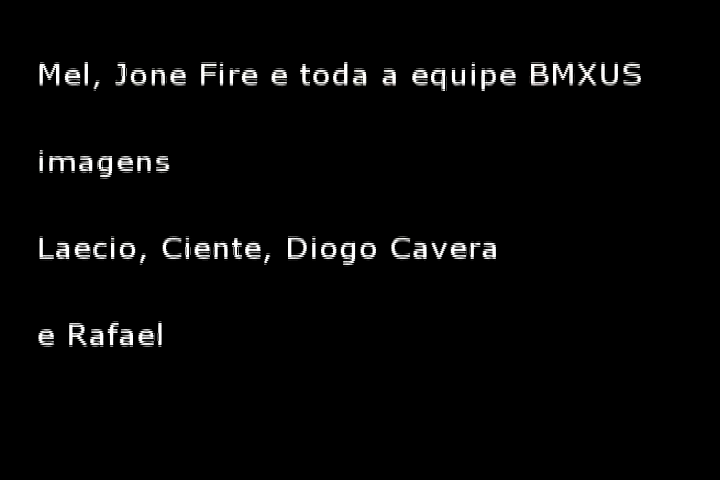 Mel, Jone Fire e toda a equipe BMXUS
imagens
Laecio, Ciente, Diogo Cavera
e Rafael